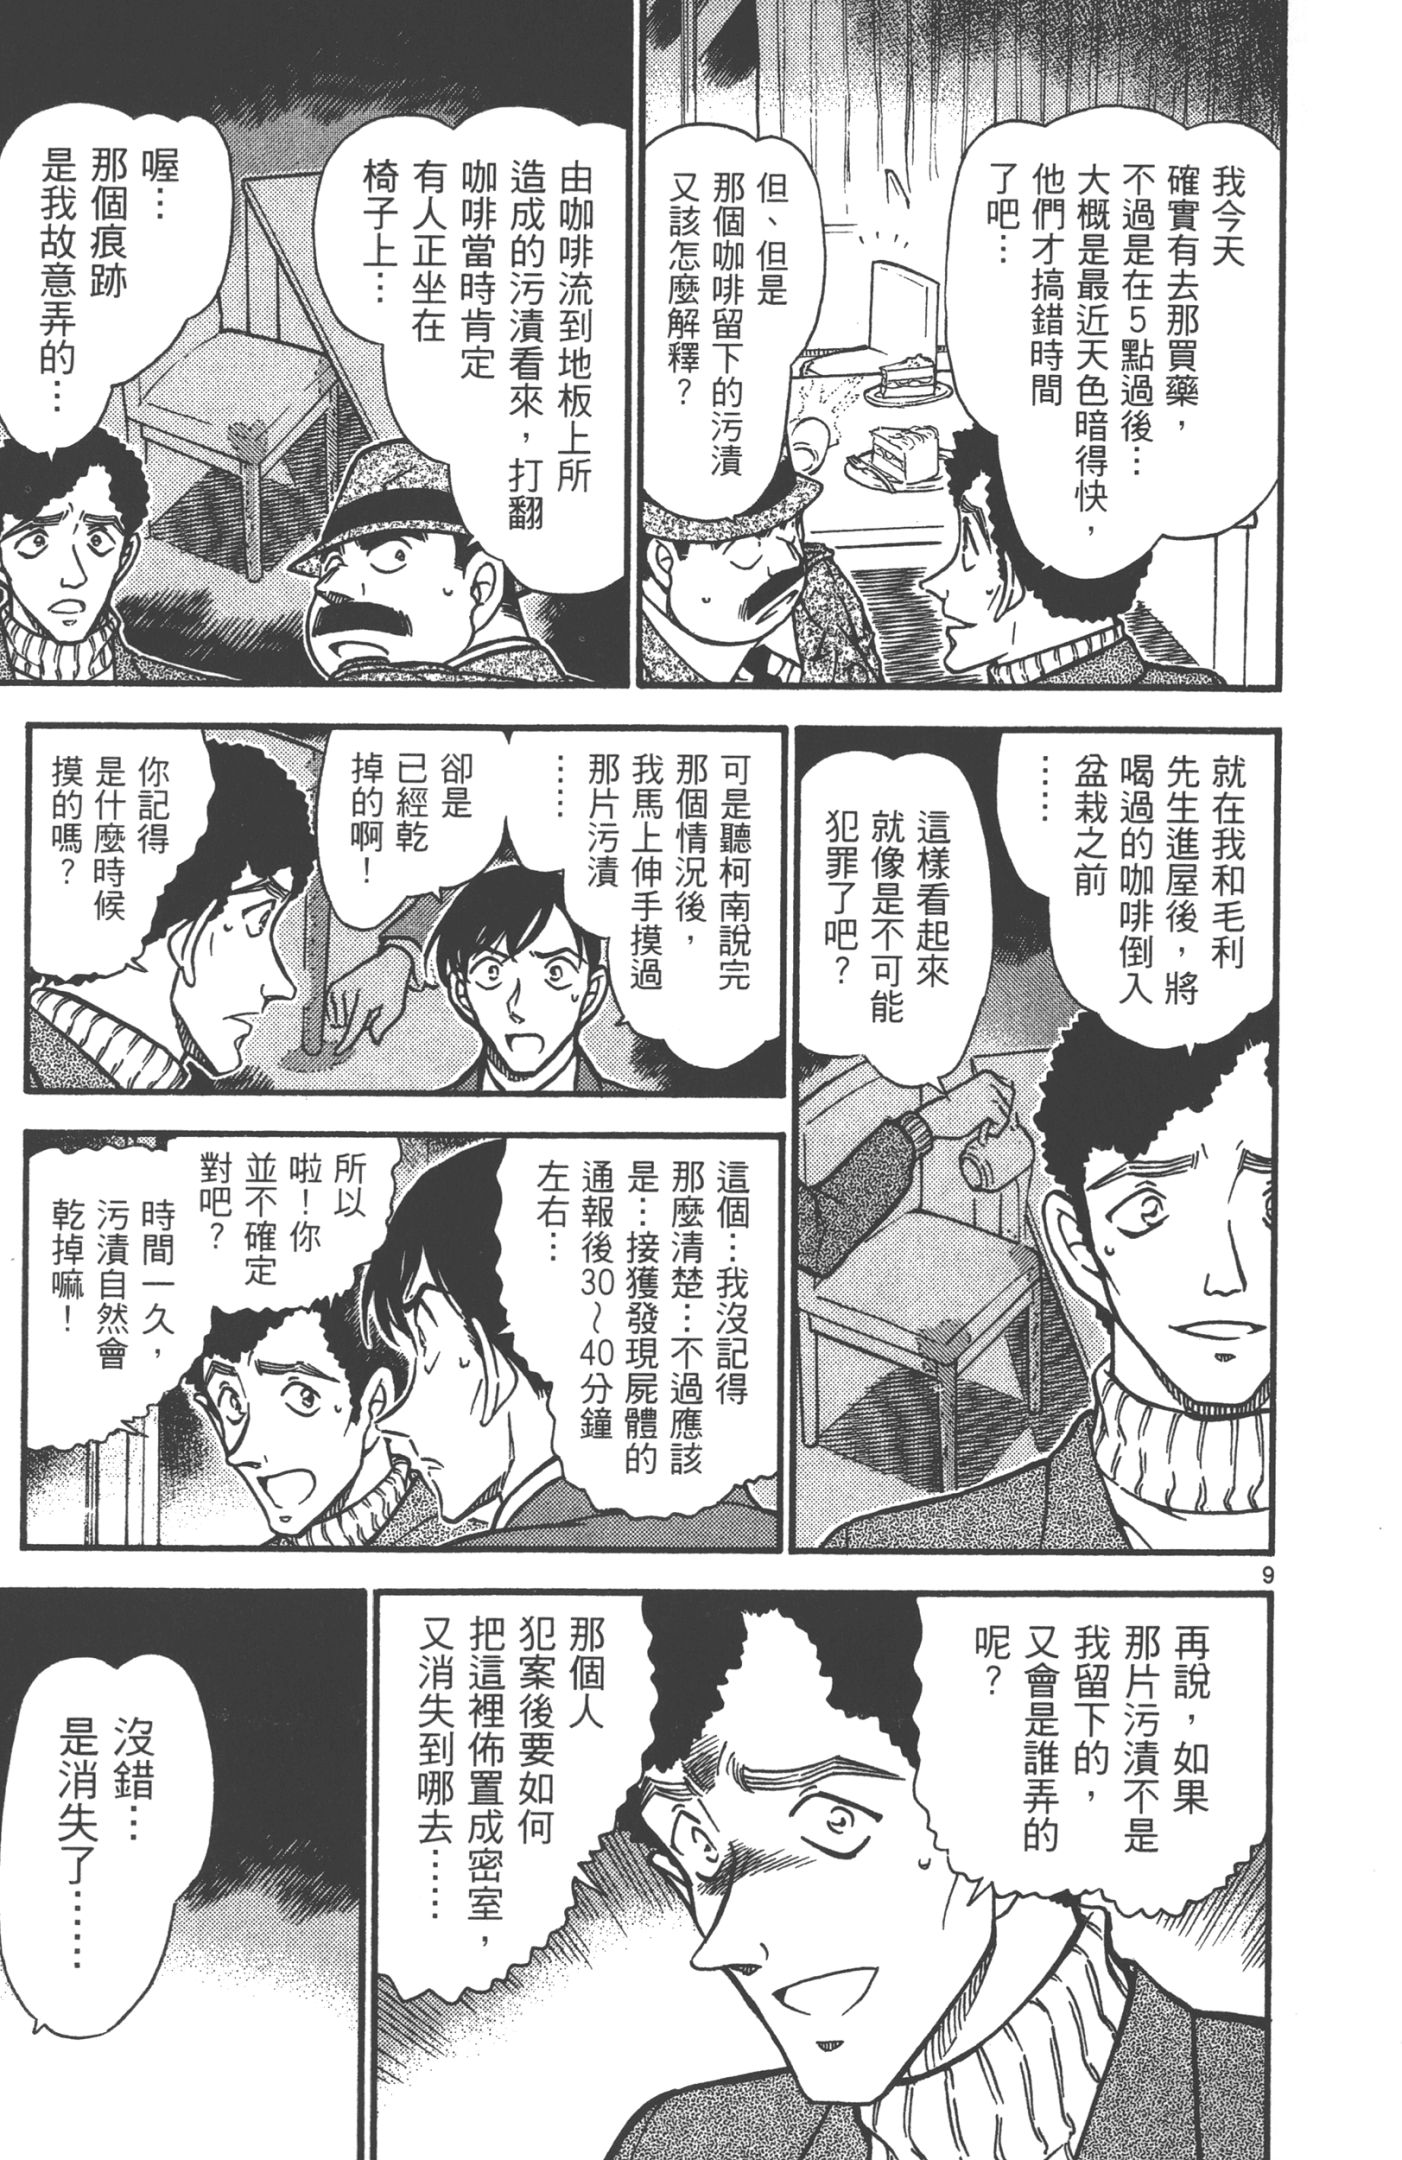 我今天
確實有去那買藥，
不過是在5點過後…
大概是最近天色暗得快，
他們才搞錯時間
了吧…
但、但是
那個咖啡留下的污漬
又該怎麼解釋？
由咖啡流到地板上所
造成的污漬看來，打翻
咖啡當時肯定
有人正坐在
椅子上…
喔…
那個痕跡
是我故意弄的…
就在我和毛利
先生進屋後，將
喝過的咖啡倒入
盆栽之前
……
這樣看起來
就像是不可能
犯罪了吧？
可是聽柯南說完
那個情況後，
我馬上伸手摸過
那片污漬
……
卻是
已經乾
掉的啊！
你記得
是什麼時候
摸的嗎？
這個…我沒記得
那麼清楚…不過應該
是…接獲發現屍體的
通報後30～40分鐘
左右…
所以
啦！你
並不確定
對吧？
時間一久，
污漬自然會
乾掉嘛！
9
再說，如果
那片污漬不是
我留下的，
又會是誰弄的
呢？
那個人
犯案後要如何
把這裡佈置成密室，
又消失到哪去……
沒錯…
是消失了……